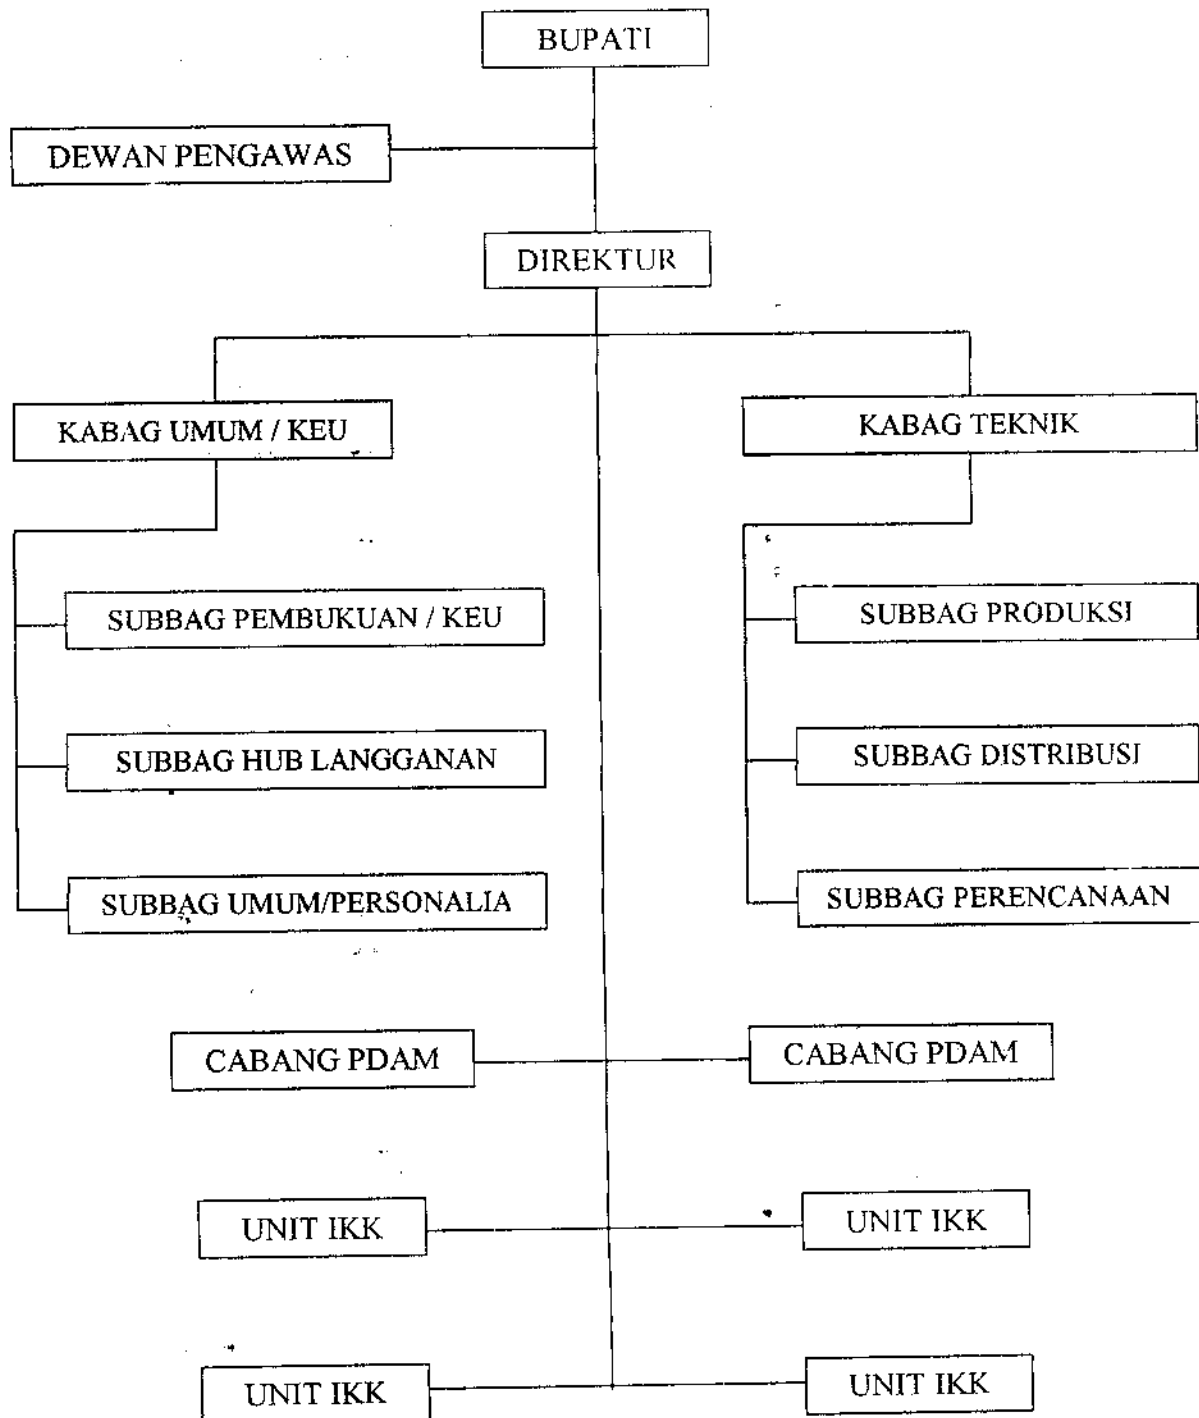 BUPATI
DEWAN PENGAWAS
DIREKTUR
KABAG UMUM / KEU
KABAG TEKNIK
SUBBAG PEMBUKUAN / KEU
SUBBAG PRODUKSI
SUBBAG HUB LANGGANAN
SUBBAG DISTRIBUSI
SUBBAG UMUM/PERSONALIA
SUBBAG PERENCANAAN
CABANG PDAM
CABANG PDAM
UNIT IKK
UNIT IKK
UNIT IKK
UNIT IKK